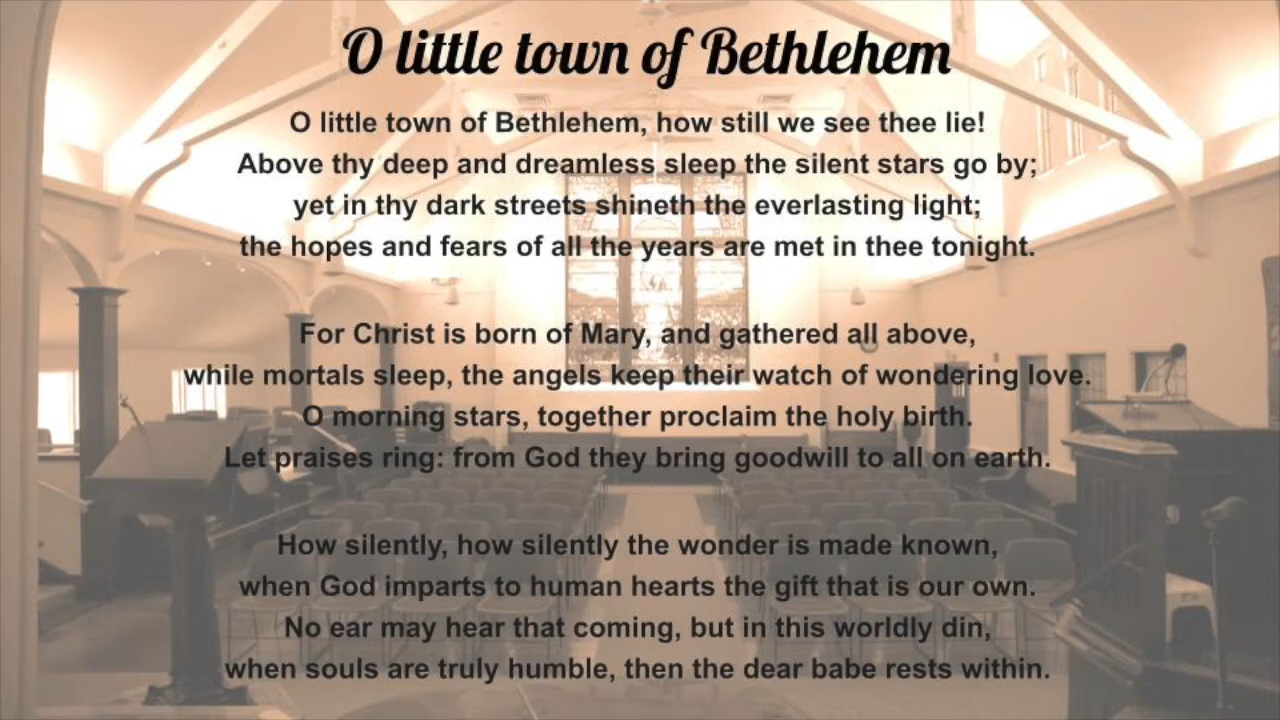 O little town of Bethlehem
O little town of Bethlehem, how still we see thee lie!
Above thy deep and dreamless sleep the silent stars go by;
yet in thy dark streets shineth the everlasting light;
the hopes and fears of all the years are met in thee tonight.
For Christ is born of Mary, and gathered all above,
while mortals sleep, the angels keep their watch of wondering love.
O morning stars, together proclaim the holy birth.
Let praises ring: from God they bring goodwill to all on earth.
How silently, how silently the wonder is made known,
when God imparts to human hearts the gift that is our own.
No ear may hear that coming, but in this worldly din,
when souls are truly humble, then the dear babe rests within.